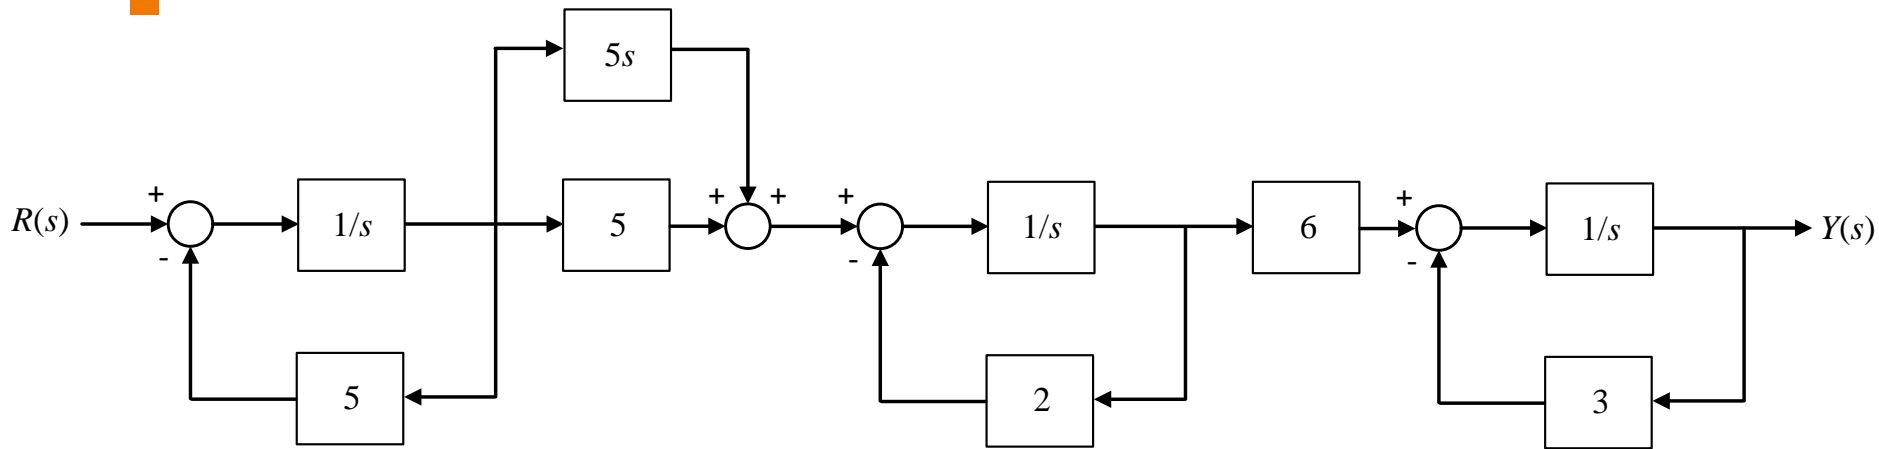 5s
+ + + + +
R(s) 1/s 5 1/s 6 1/s Y(s)
- - -
5 2 3